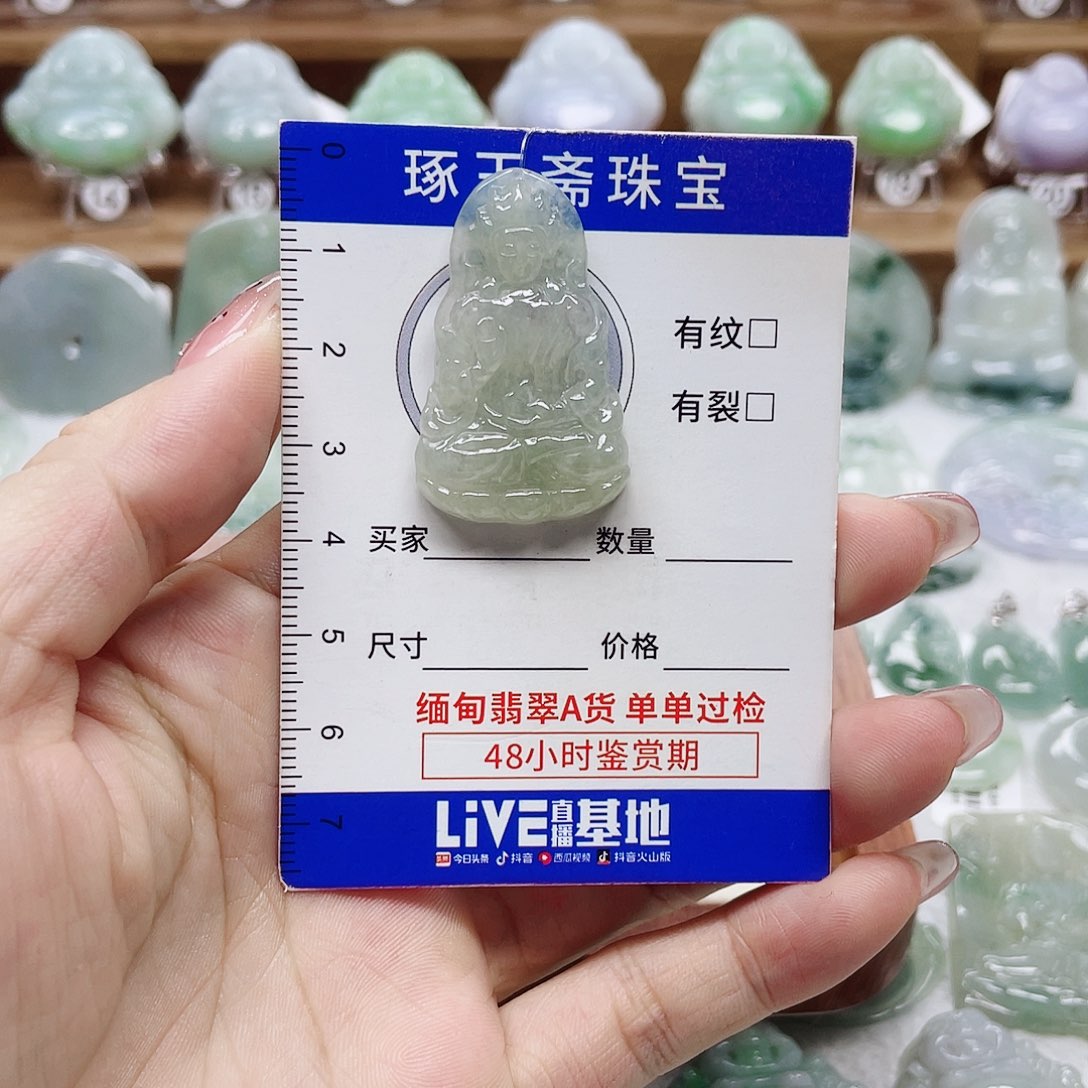 0
琢玉斋珠宝
1
2
3
4
5
6
7
有纹□
有裂□
买家 数量
尺寸 价格
缅甸翡翠A货 单单过检
48小时鉴赏期
LiVE直播基地
今日头条 抖音 西瓜视频 抖音火山版